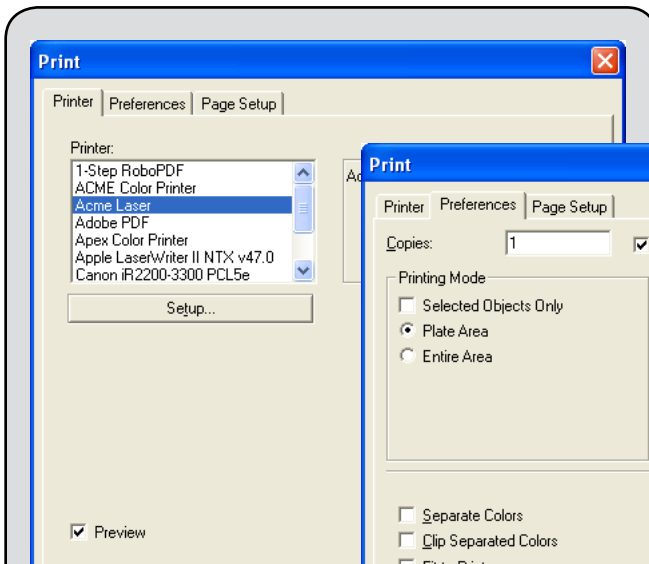 Print
Printer Preferences Page Setup
Printer:
1-Step RoboPDF
ACME Color Printer
Acme Laser
Adobe PDF
Apex Color Printer
Apple LaserWriter II NTX v47.0
Canon iR2200-3300 PCL5e
Setup...
Preview
Print
Printer Preferences Page Setup
Copies: 1
Printing Mode
Selected Objects Only
Plate Area
Entire Area
Separate Colors
Clip Separated Colors